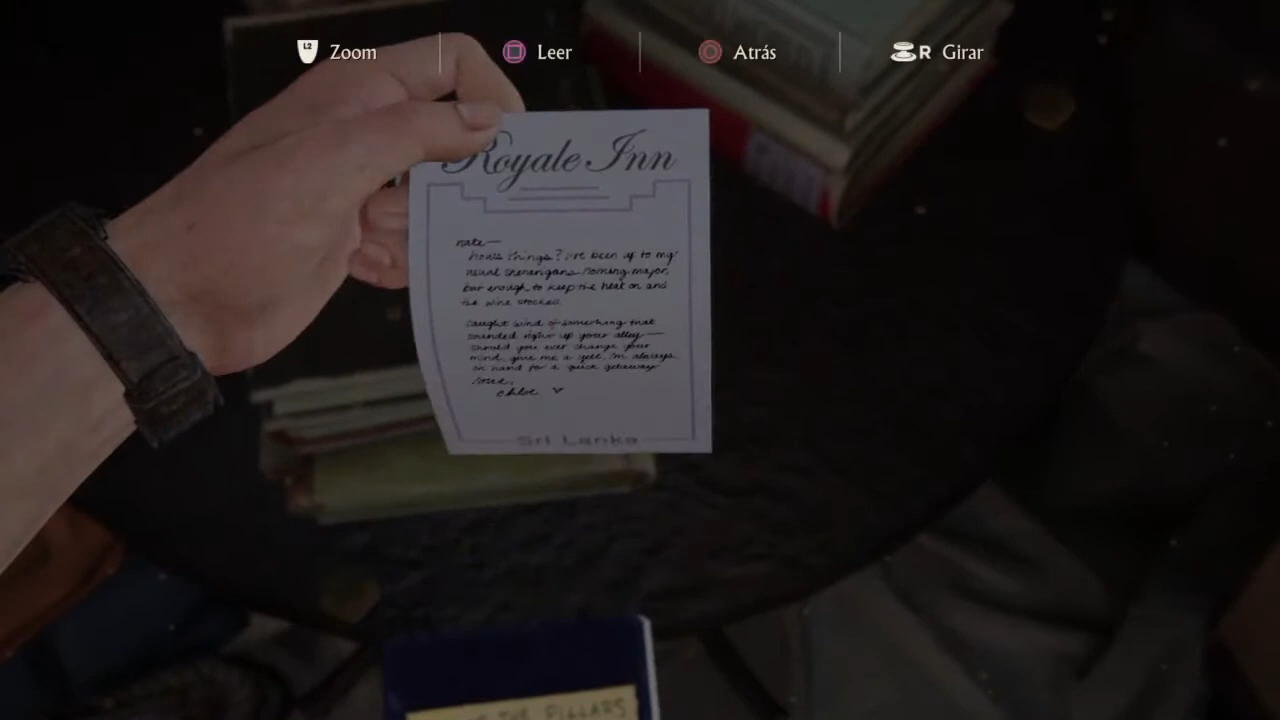 Zoom
Leer
Atrás
R Girar
L2
Royale Inn
nate—
how's things? i've been up to my
usual shenanigans. nothing major,
but enough to keep the heat on and
the wine stocked.
caught wind of something that
sounded right up your alley—
should you ever change your
mind, give me a yell. i'm always
on hand for a quick getaway
love,
chloe
Sri Lanka
THE PILLARS